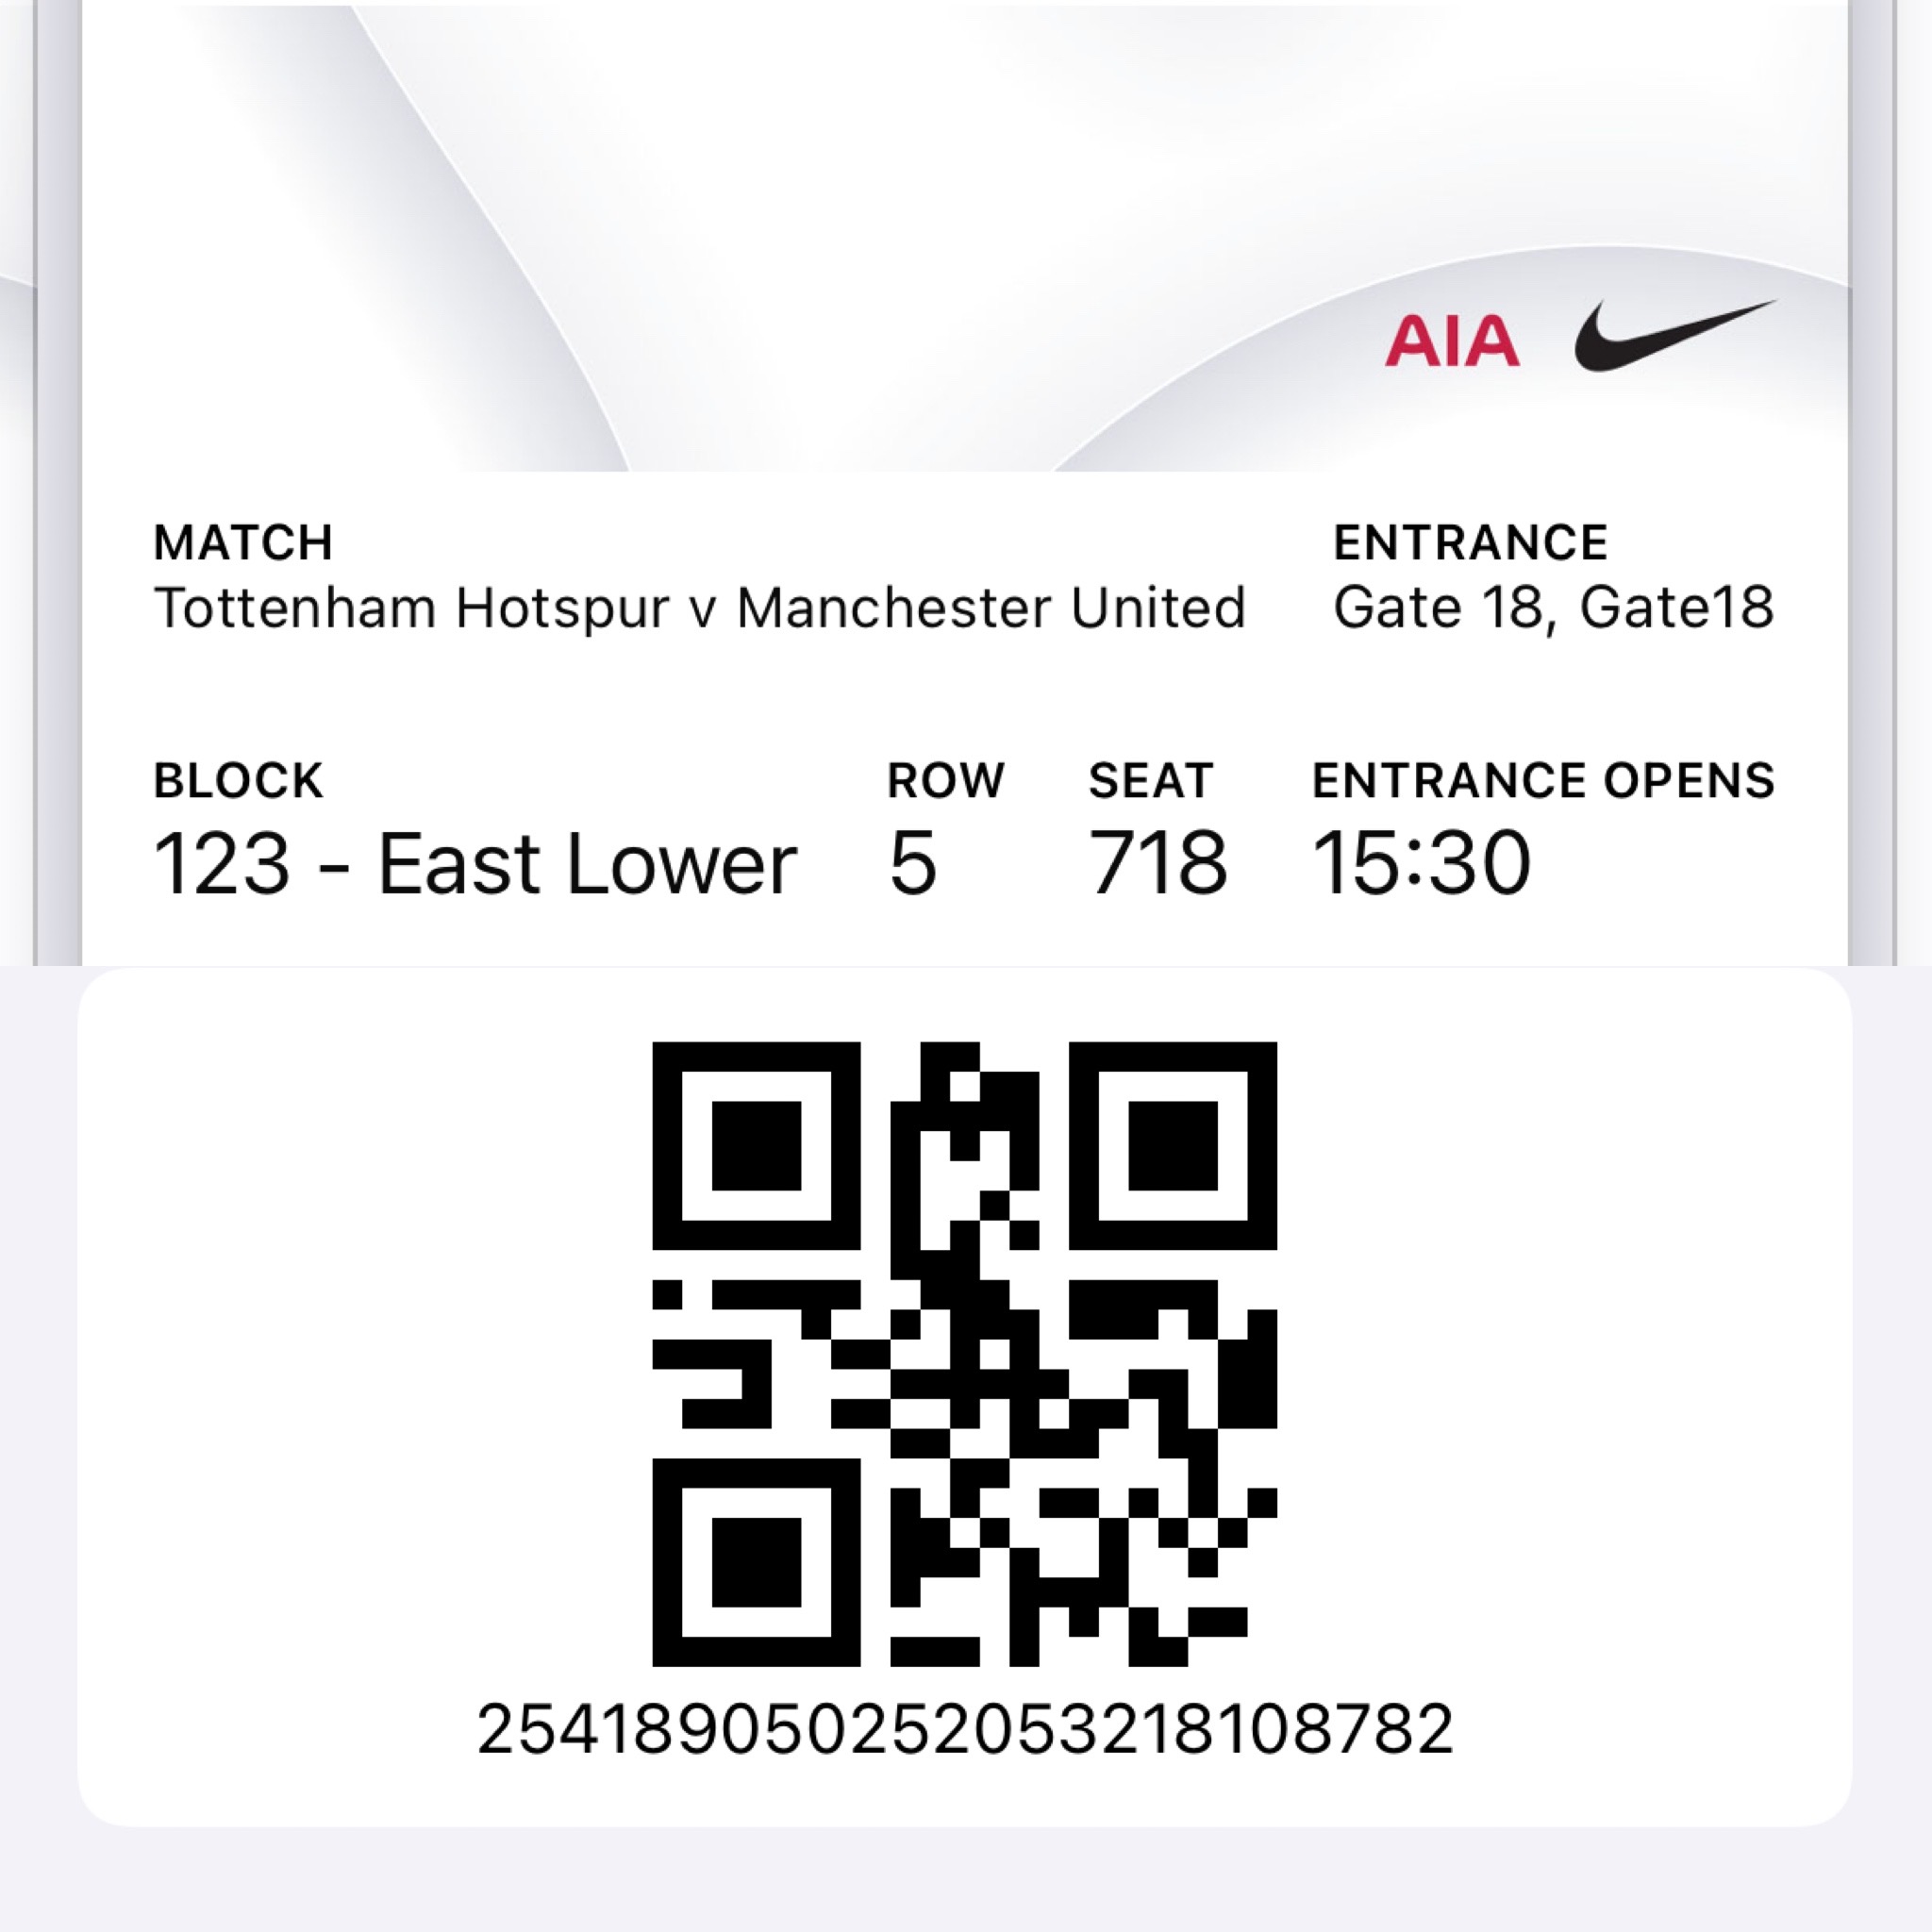 AIA
MATCH
Tottenham Hotspur v Manchester United
ENTRANCE
Gate 18, Gate18
BLOCK
123 - East Lower
ROW
5
SEAT
718
ENTRANCE OPENS
15:30
254189050252053218108782